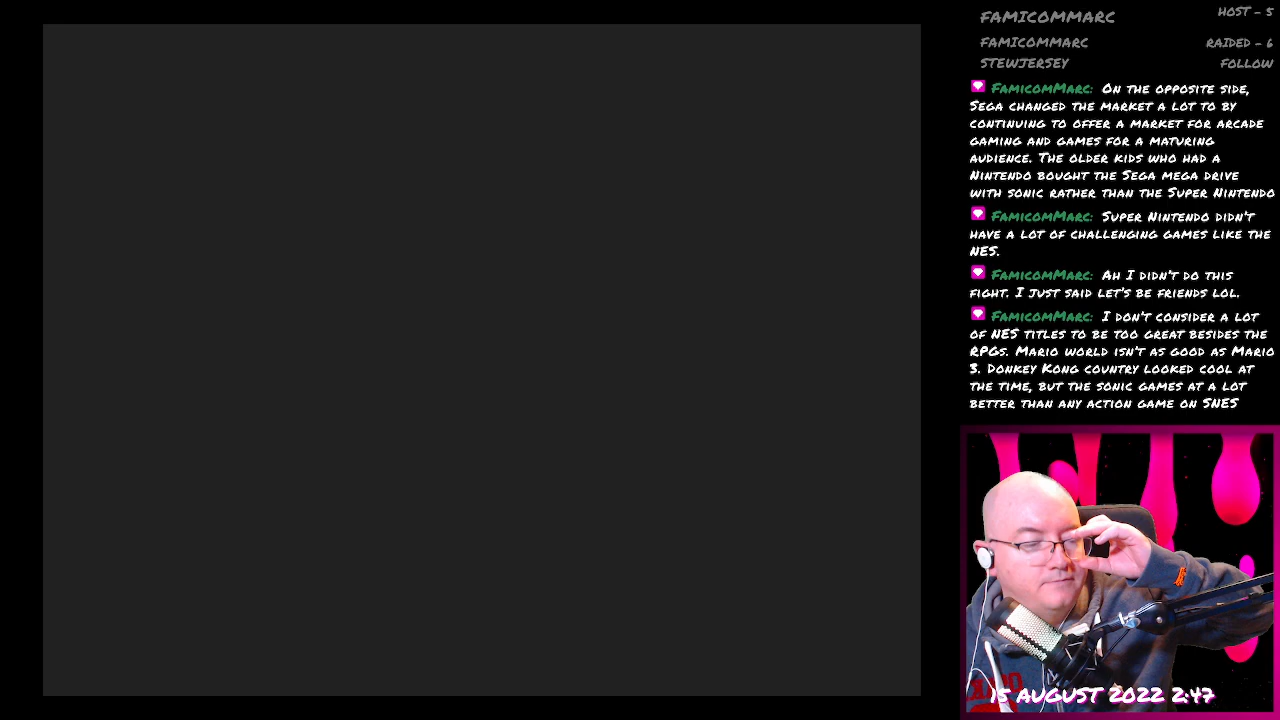 FAMICOMMARC HOST - 5
FAMICOMMARC RAIDED - 6
STEWJERSEY FOLLOW
FAMICOMMARC: ON THE OPPOSITE SIDE,
SEGA CHANGED THE MARKET A LOT TO BY
CONTINUING TO OFFER A MARKET FOR ARCADE
GAMING AND GAMES FOR A MATURING
AUDIENCE. THE OLDER KIDS WHO HAD A
NINTENDO BOUGHT THE SEGA MEGA DRIVE
WITH SONIC RATHER THAN THE SUPER NINTENDO
FAMICOMMARC: SUPER NINTENDO DIDN'T
HAVE A LOT OF CHALLENGING GAMES LIKE THE
NES.
FAMICOMMARC: AH I DIDN'T DO THIS
FIGHT. I JUST SAID LET'S BE FRIENDS LOL.
FAMICOMMARC: I DON'T CONSIDER A LOT
OF NES TITLES TO BE TOO GREAT BESIDES THE
RPGS. MARIO WORLD ISN'T AS GOOD AS MARIO
3. DONKEY KONG COUNTRY LOOKED COOL AT
THE TIME, BUT THE SONIC GAMES AT A LOT
BETTER THAN ANY ACTION GAME ON SNES
15 AUGUST 2022 2:47